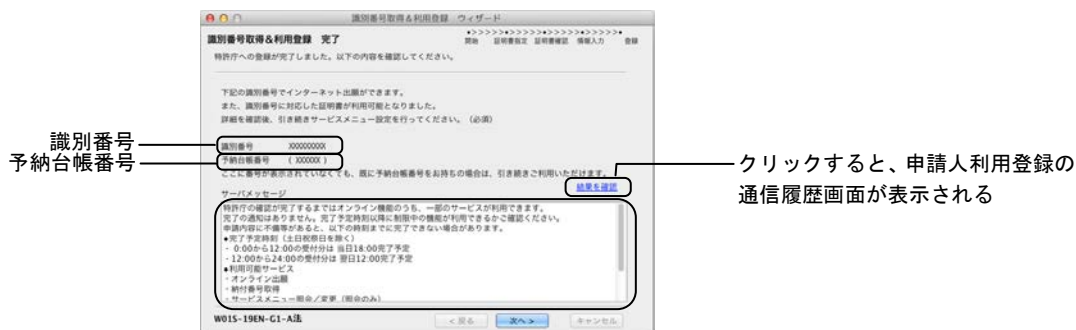 識別番号取得&利用登録 ウィザード
識別番号取得&利用登録 完了
•>>>>>•>>>>>•>>>>>•>>>>>•
開始 証明書指定 証明書確認 情報入力 登録
特許庁への登録が完了しました。以下の内容を確認してください。
下記の識別番号でインターネット出願ができます。
また、識別番号に対応した証明書が利用可能となりました。
詳細を確認後、引き続きサービスメニュー設定を行ってください。(必須)
識別番号
識別番号 XXXXXXXXX
予納台帳番号
予納台帳番号 ( XXXXXX )
ここに番号が表示されていなくても、既に予納台帳番号をお持ちの場合は、引き続きご利用いただけます。
結果を確認
クリックすると、申請人利用登録の
通信履歴画面が表示される
サーバメッセージ
特許庁の確認が完了するまではオンライン機能のうち、一部のサービスが利用できます。
完了の通知はありません。完了予定時刻以降に制限中の機能が利用できるかご確認ください。
申請内容に不備等があると、以下の時刻までに完了できない場合があります。
◆完了予定時刻(土日祝祭日を除く)
- 0:00から12:00の受付分は 当日18:00完了予定
- 12:00から24:00の受付分は 翌日12:00完了予定
◆利用可能サービス
- オンライン出願
- 納付番号取得
- サービスメニュー照会/変更(照会のみ)
W01S-19EN-G1-A法
<戻る
次へ>
キャンセル